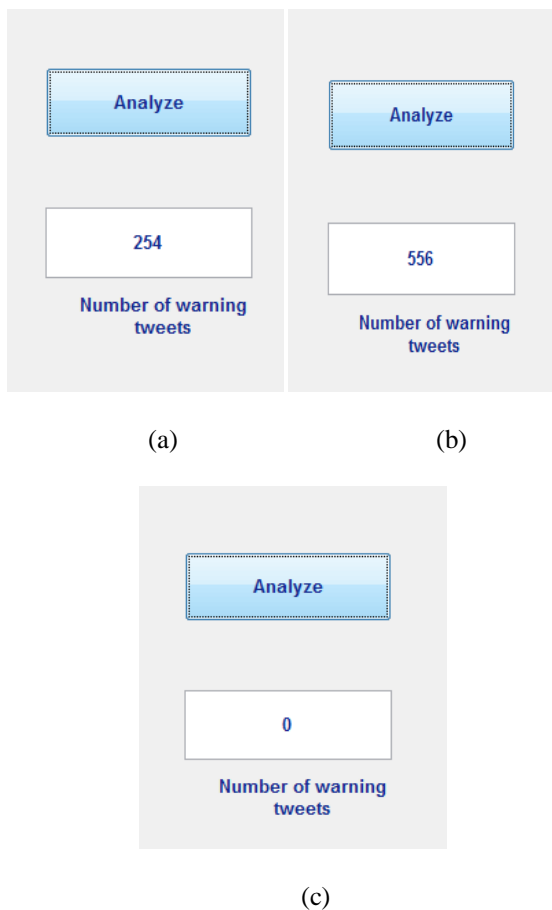 Analyze
254
Number of warning
tweets
(a)
Analyze
556
Number of warning
tweets
(b)
Analyze
0
Number of warning
tweets
(c)